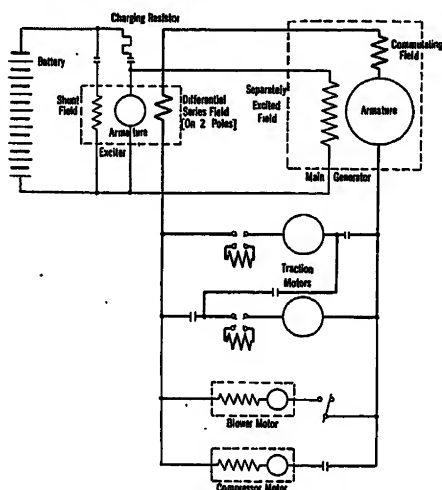 Charging Resistor
Battery
Shunt
Field
Armature
Exciter
Differential
Series Field
[On 2 Poles]
Separately
Excited Field
Commutating
Field
Armature
Main Generator
Traction
Motors
Blower Motor
Compressor Motor